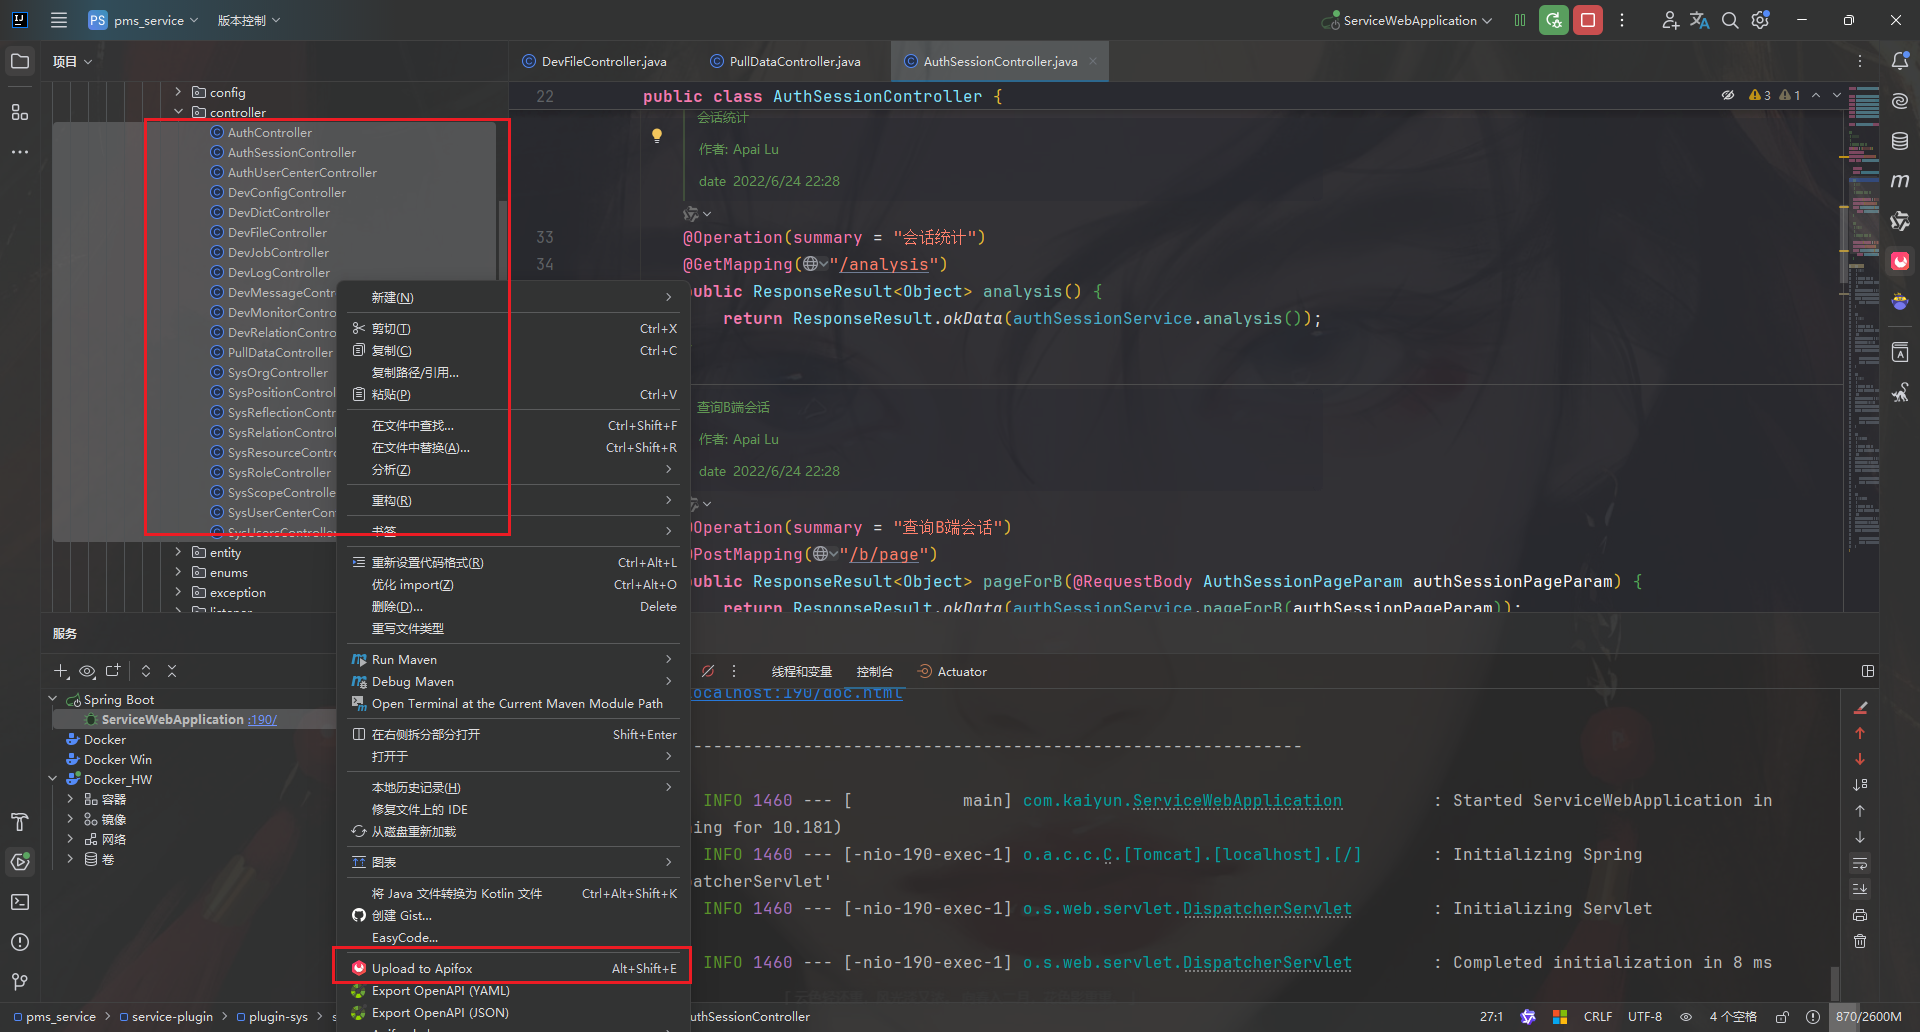 PS pms_service 版本控制 ServiceWebApplication
项目 DevFileController.java PullDataController.java AuthSessionController.java
config
controller
AuthController
AuthSessionController
AuthUserCenterController
DevConfigController
DevDictController
DevFileController
DevJobController
DevLogController
DevMessageContr
DevMonitorContro
DevRelationContro
PullDataController
SysOrgController
SysPositionControl
SysReflectionContr
SysRelationControl
SysResourceContro
SysRoleController
SysScopeControlle
SysUserCenterCon
SysUsersController
entity
enums
exception
listener
22 public class AuthSessionController { 3 1
会话统计
作者: Apai Lu
date 2022/6/24 22:28
33 @Operation(summary = "会话统计")
34 @GetMapping("/analysis")
public ResponseResult<Object> analysis() {
return ResponseResult.okData(authSessionService.analysis());
查询B端会话
作者: Apai Lu
date 2022/6/24 22:28
@Operation(summary = "查询B端会话")
@PostMapping("/b/page")
public ResponseResult<Object> pageForB(@RequestBody AuthSessionPageParam authSessionPageParam) {
return ResponseResult.okData(authSessionService.pageForB(authSessionPageParam));
新建(N)
剪切(T) Ctrl+X
复制(C) Ctrl+C
复制路径/引用...
粘贴(P) Ctrl+V
在文件中查找... Ctrl+Shift+F
在文件中替换(A)... Ctrl+Shift+R
分析(Z)
重构(R)
书签
重新设置代码格式(R) Ctrl+Alt+L
优化 import(Z) Ctrl+Alt+O
删除(D)... Delete
重写文件类型
Run Maven
Debug Maven
Open Terminal at the Current Maven Module Path
在右侧拆分部分打开 Shift+Enter
打开于
本地历史记录(H)
修复文件上的 IDE
从磁盘重新加载
图表
将 Java 文件转换为 Kotlin 文件 Ctrl+Alt+Shift+K
创建 Gist...
EasyCode...
Upload to Apifox Alt+Shift+E
Export OpenAPI (YAML)
Export OpenAPI (JSON)
服务
Spring Boot
ServiceWebApplication :190/
Docker
Docker Win
Docker_HW
容器
镜像
网络
卷
线程和变量 控制台 Actuator
ocalhost:190/doc.html
-------------------------------------------------------------
INFO 1460 --- [ main] com.kaiyun.ServiceWebApplication : Started ServiceWebApplication in
ing for 10.181)
INFO 1460 --- [-nio-190-exec-1] o.a.c.c.C.[Tomcat].[localhost].[/] : Initializing Spring
atcherServlet'
INFO 1460 --- [-nio-190-exec-1] o.s.web.servlet.DispatcherServlet : Initializing Servlet
INFO 1460 --- [-nio-190-exec-1] o.s.web.servlet.DispatcherServlet : Completed initialization in 8 ms
pms_service service-plugin plugin-sys uthSessionController 27:1 CRLF UTF-8 4 个空格 870/2600M